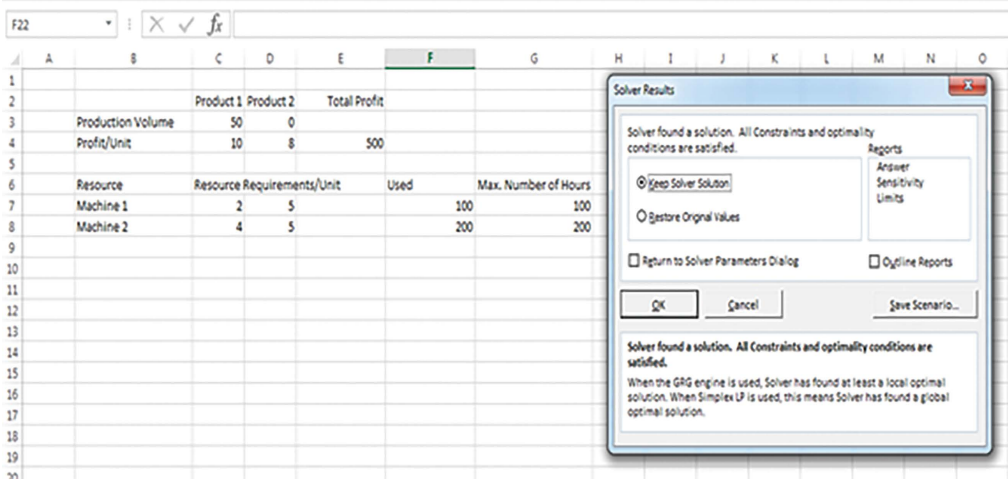 F22
fx
A B C D E F G H I J K L M N O
1
2 Product 1 Product 2 Total Profit
3 Production Volume 50 0
4 Profit/Unit 10 8 500
5
6 Resource Resource Requirements/Unit Used Max. Number of Hours
7 Machine 1 2 5 100 100
8 Machine 2 4 5 200 200
9
10
11
12
13
14
15
16
17
18
19
20
Solver Results
x
Solver found a solution. All Constraints and optimality
conditions are satisfied.
Reports
Answer
Sensitivity
Limits
Keep Solver Solution
Restore Original Values
Return to Solver Parameters Dialog
Outline Reports
OK
Cancel
Save Scenario...
Solver found a solution. All Constraints and optimality conditions are
satisfied.
When the GRG engine is used, Solver has found at least a local optimal
solution. When Simplex LP is used, this means Solver has found a global
optimal solution.